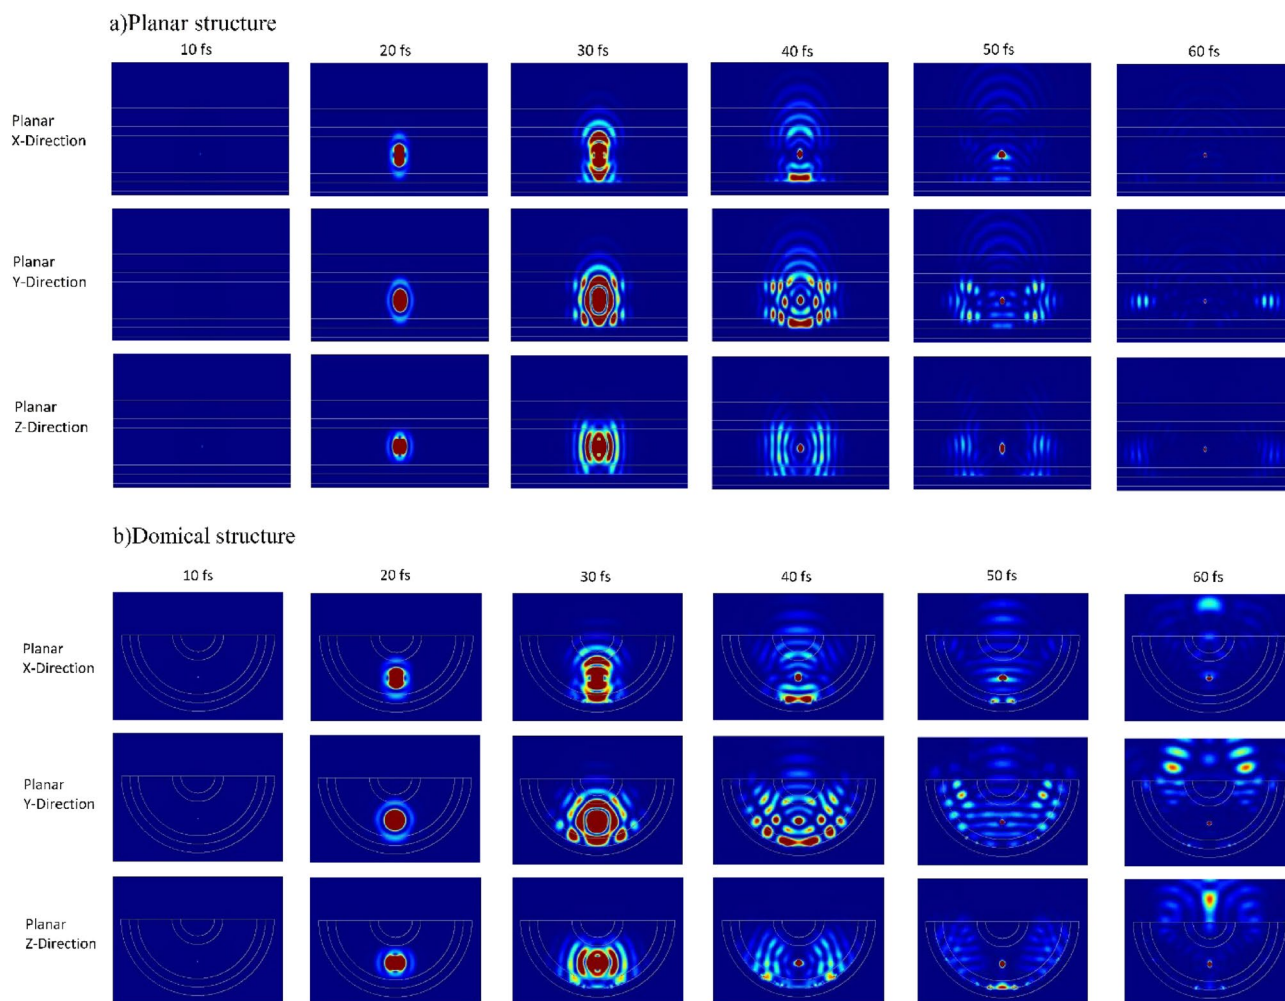 a)Planar structure
10 fs 20 fs 30 fs 40 fs 50 fs 60 fs
Planar
X-Direction
Planar
Y-Direction
Planar
Z-Direction
b)Domical structure
10 fs 20 fs 30 fs 40 fs 50 fs 60 fs
Planar
X-Direction
Planar
Y-Direction
Planar
Z-Direction